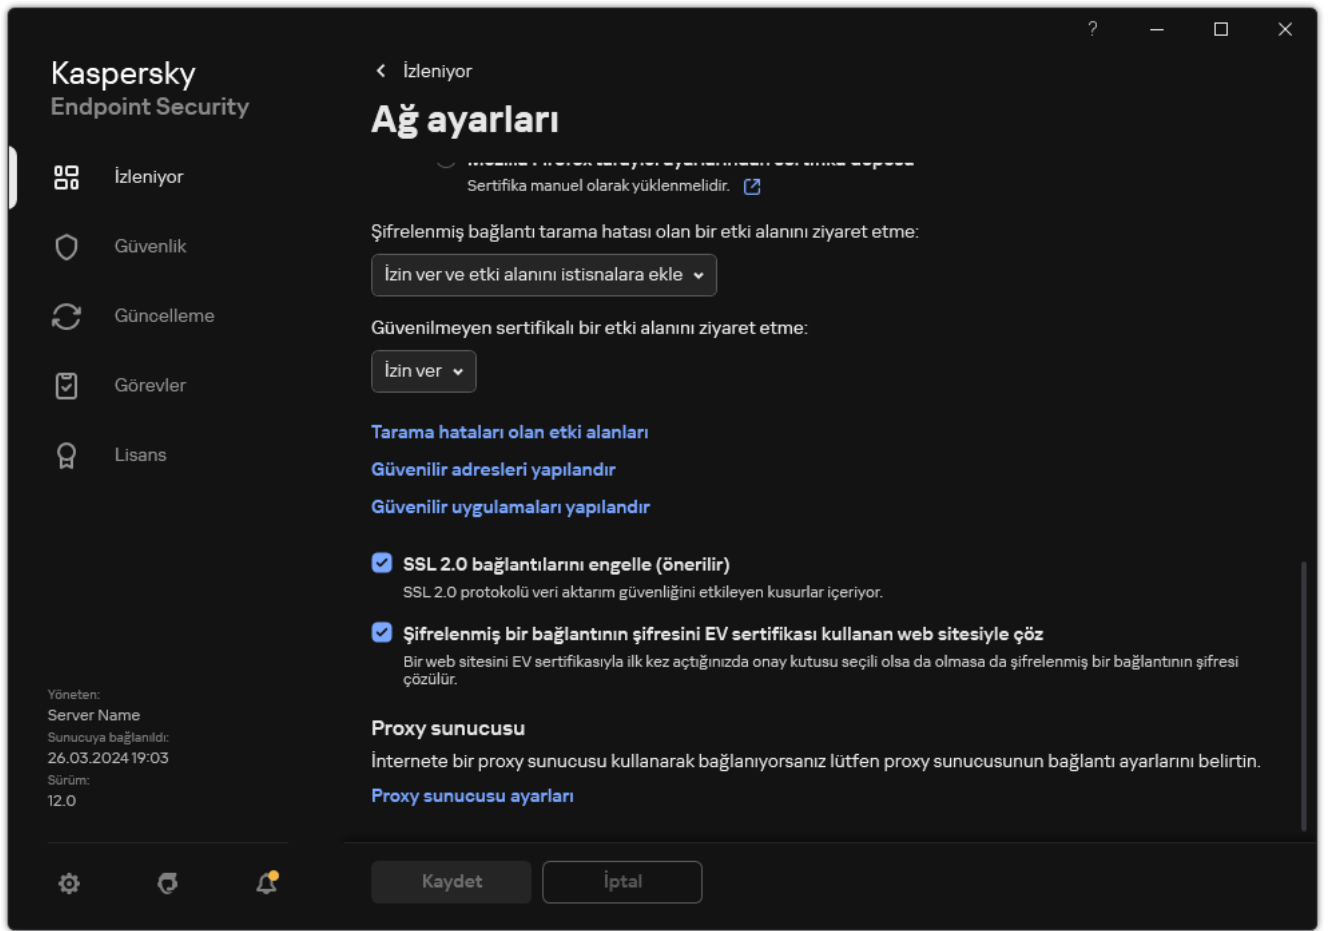 Kaspersky
Endpoint Security
İzleniyor
Güvenlik
Güncelleme
Görevler
Lisans
Yöneten:
Server Name
Sunucuya bağlanıldı:
26.03.2024 19:03
Sürüm:
12.0
?
İzleniyor
Ağ ayarları
Mozilla Firefox tarayıcı ayarlarından sertifika deposu
Sertifika manuel olarak yüklenmelidir.
Şifrelenmiş bağlantı tarama hatası olan bir etki alanını ziyaret etme:
İzin ver ve etki alanını istisnalara ekle
Güvenilmeyen sertifikalı bir etki alanını ziyaret etme:
İzin ver
Tarama hataları olan etki alanları
Güvenilir adresleri yapılandır
Güvenilir uygulamaları yapılandır
SSL 2.0 bağlantılarını engelle (önerilir)
SSL 2.0 protokolü veri aktarım güvenliğini etkileyen kusurlar içeriyor.
Şifrelenmiş bir bağlantının şifresini EV sertifikası kullanan web sitesiyle çöz
Bir web sitesini EV sertifikasıyla ilk kez açtığınızda onay kutusu seçili olsa da olmasa da şifrelenmiş bir bağlantının şifresi
çözülür.
Proxy sunucusu
İnternete bir proxy sunucusu kullanarak bağlanıyorsanız lütfen proxy sunucusunun bağlantı ayarlarını belirtin.
Proxy sunucusu ayarları
Kaydet
İptal